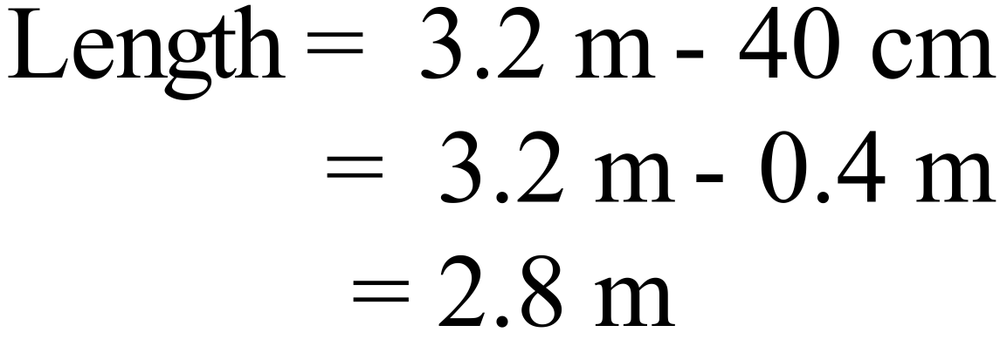 Length = 3.2 m - 40 cm
= 3.2 m - 0.4 m
= 2.8 m